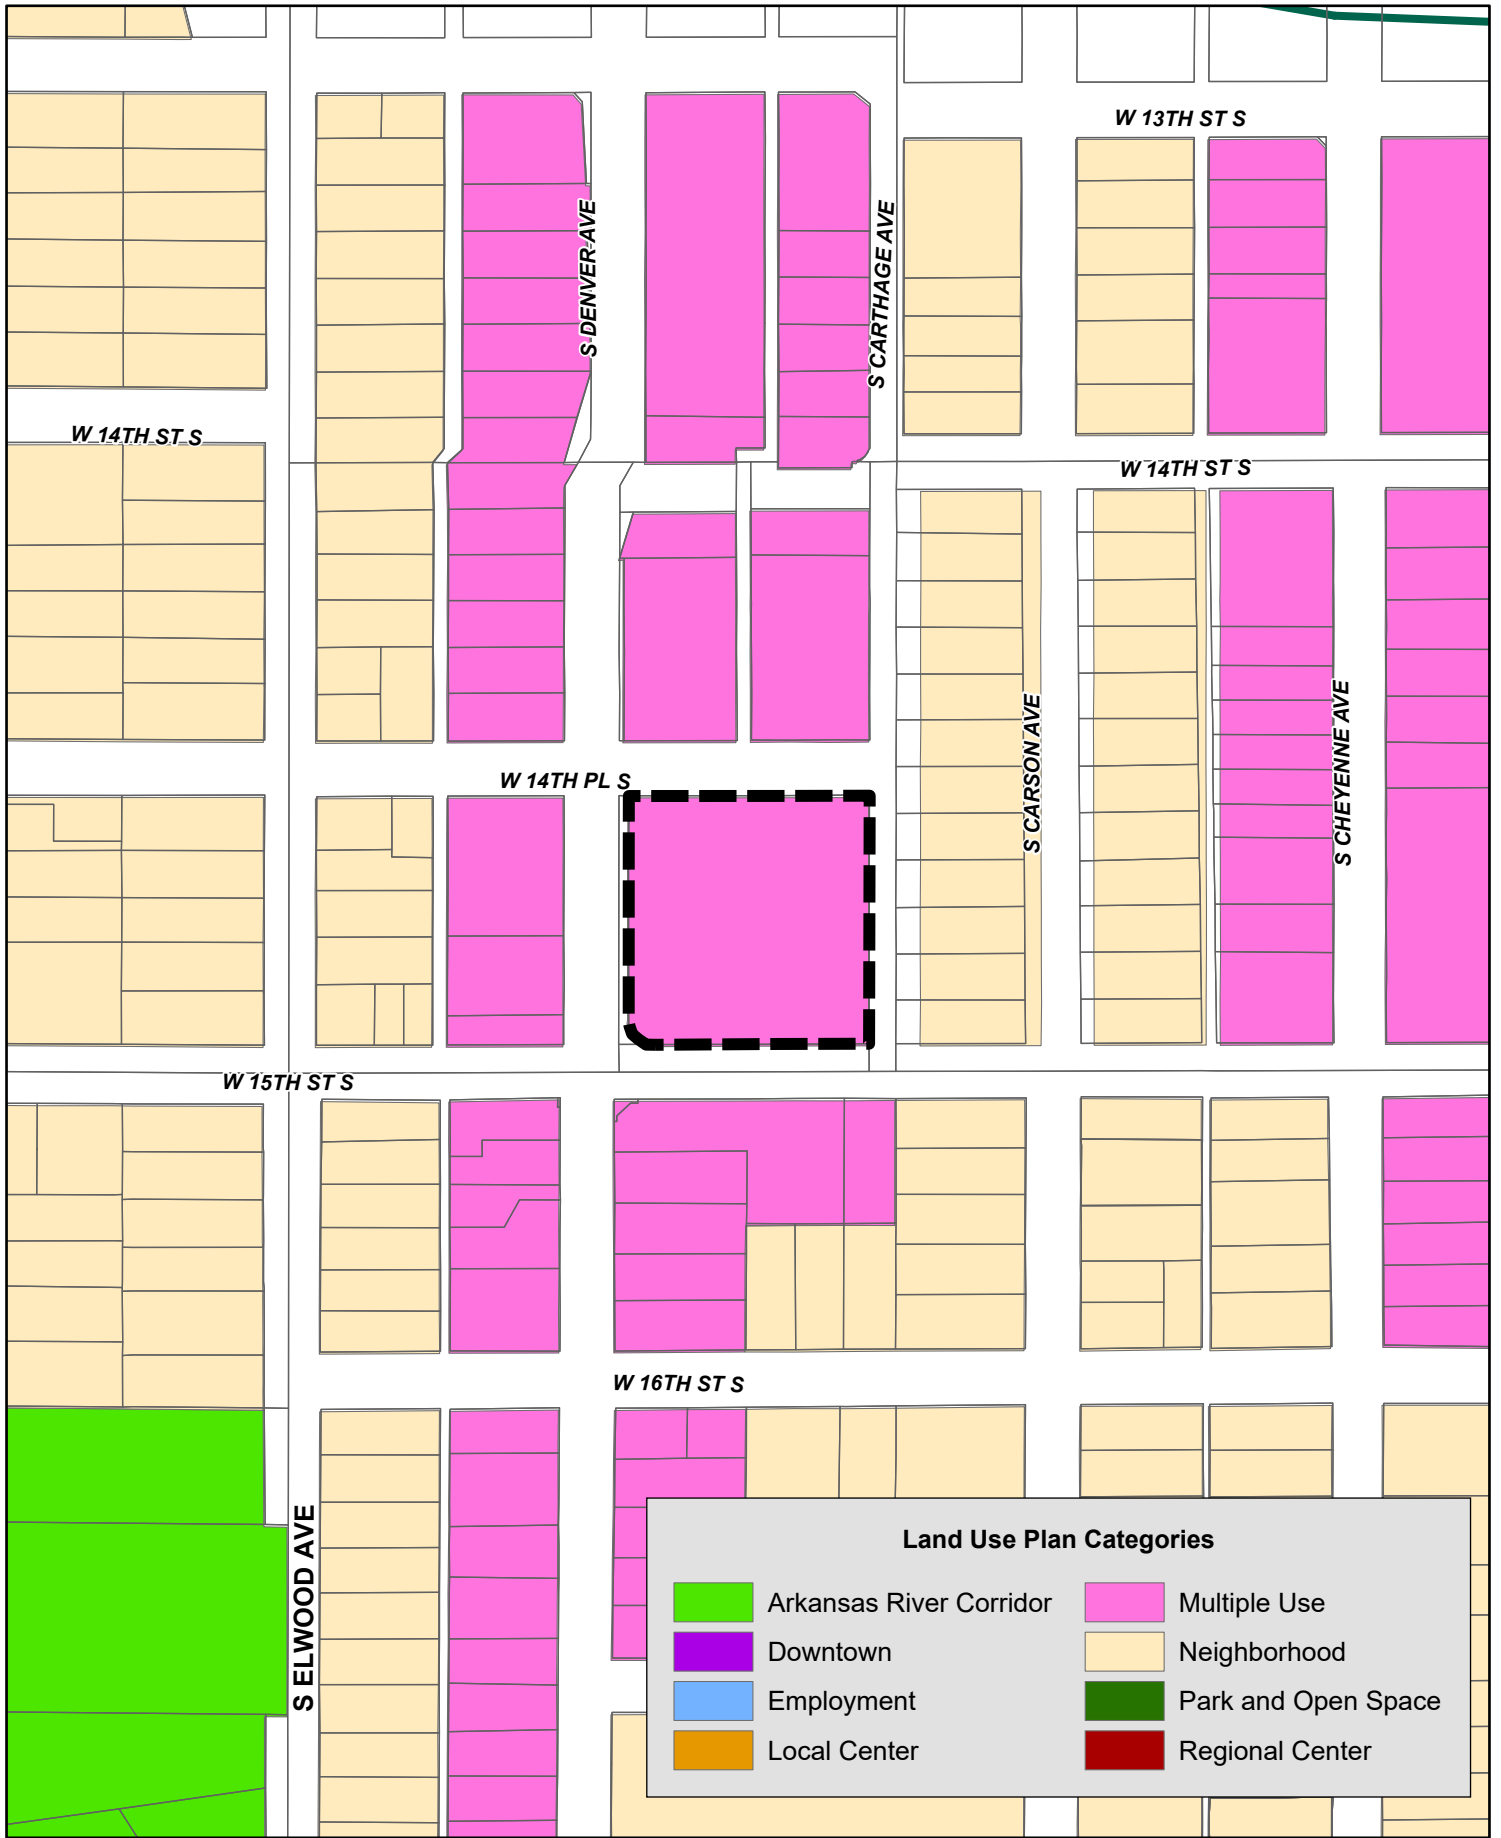 W 13TH ST S
S DENVER AVE
S CARTHAGE AVE
W 14TH ST S
W 14TH ST S
S CARSON AVE
S CHEYENNE AVE
W 14TH PL S
W 15TH ST S
W 16TH ST S
S ELWOOD AVE
Land Use Plan Categories
Arkansas River Corridor
Downtown
Employment
Local Center
Multiple Use
Neighborhood
Park and Open Space
Regional Center